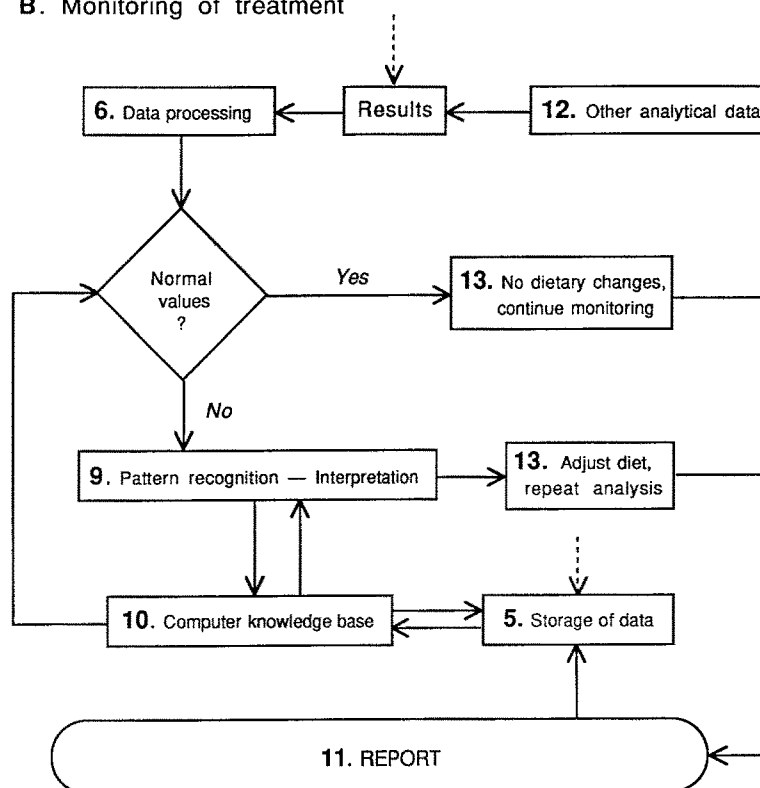 B. Monitoring of treatment
6. Data processing
Results
12. Other analytical data
Normal
values
?
Yes
13. No dietary changes,
continue monitoring
No
9. Pattern recognition — Interpretation
13. Adjust diet,
repeat analysis
10. Computer knowledge base
5. Storage of data
11. REPORT